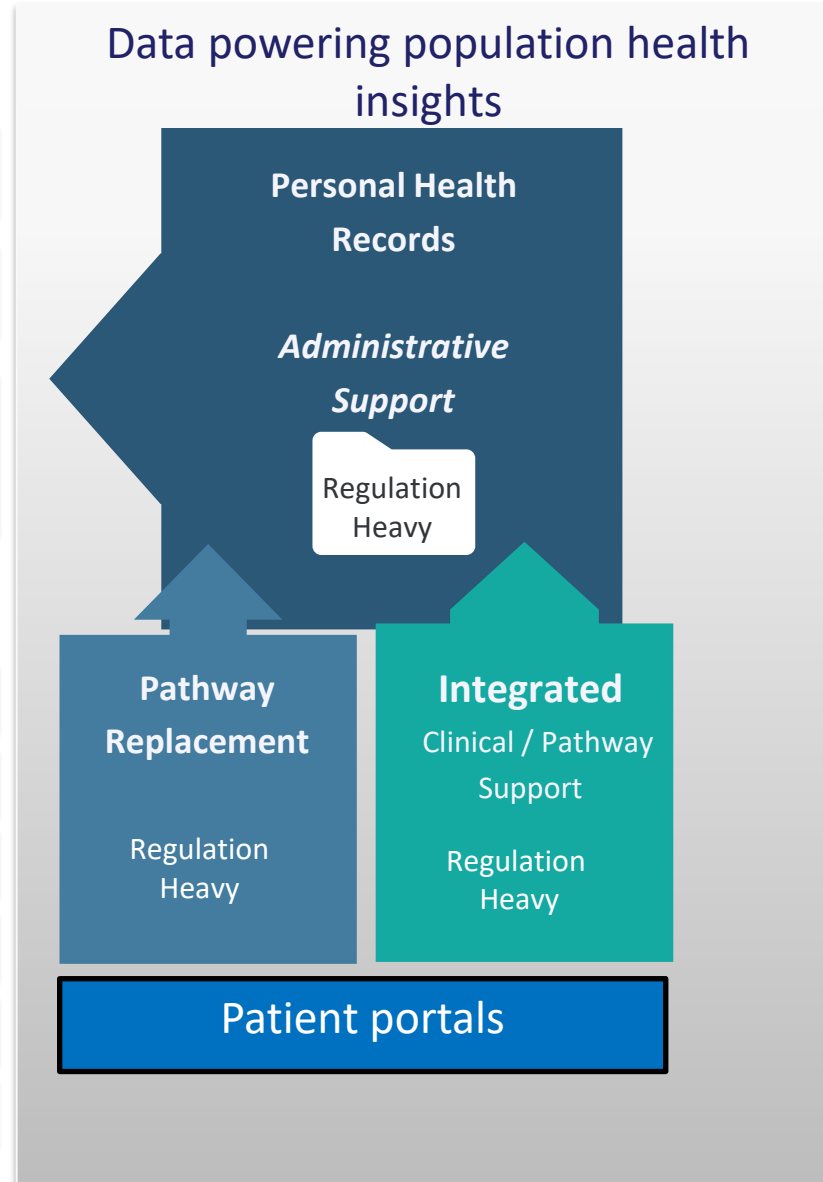 Data powering population health
insights
Personal Health
Records
Administrative
Support
Regulation
Heavy
Pathway
Replacement
Regulation
Heavy
Integrated
Clinical / Pathway
Support
Regulation
Heavy
Patient portals